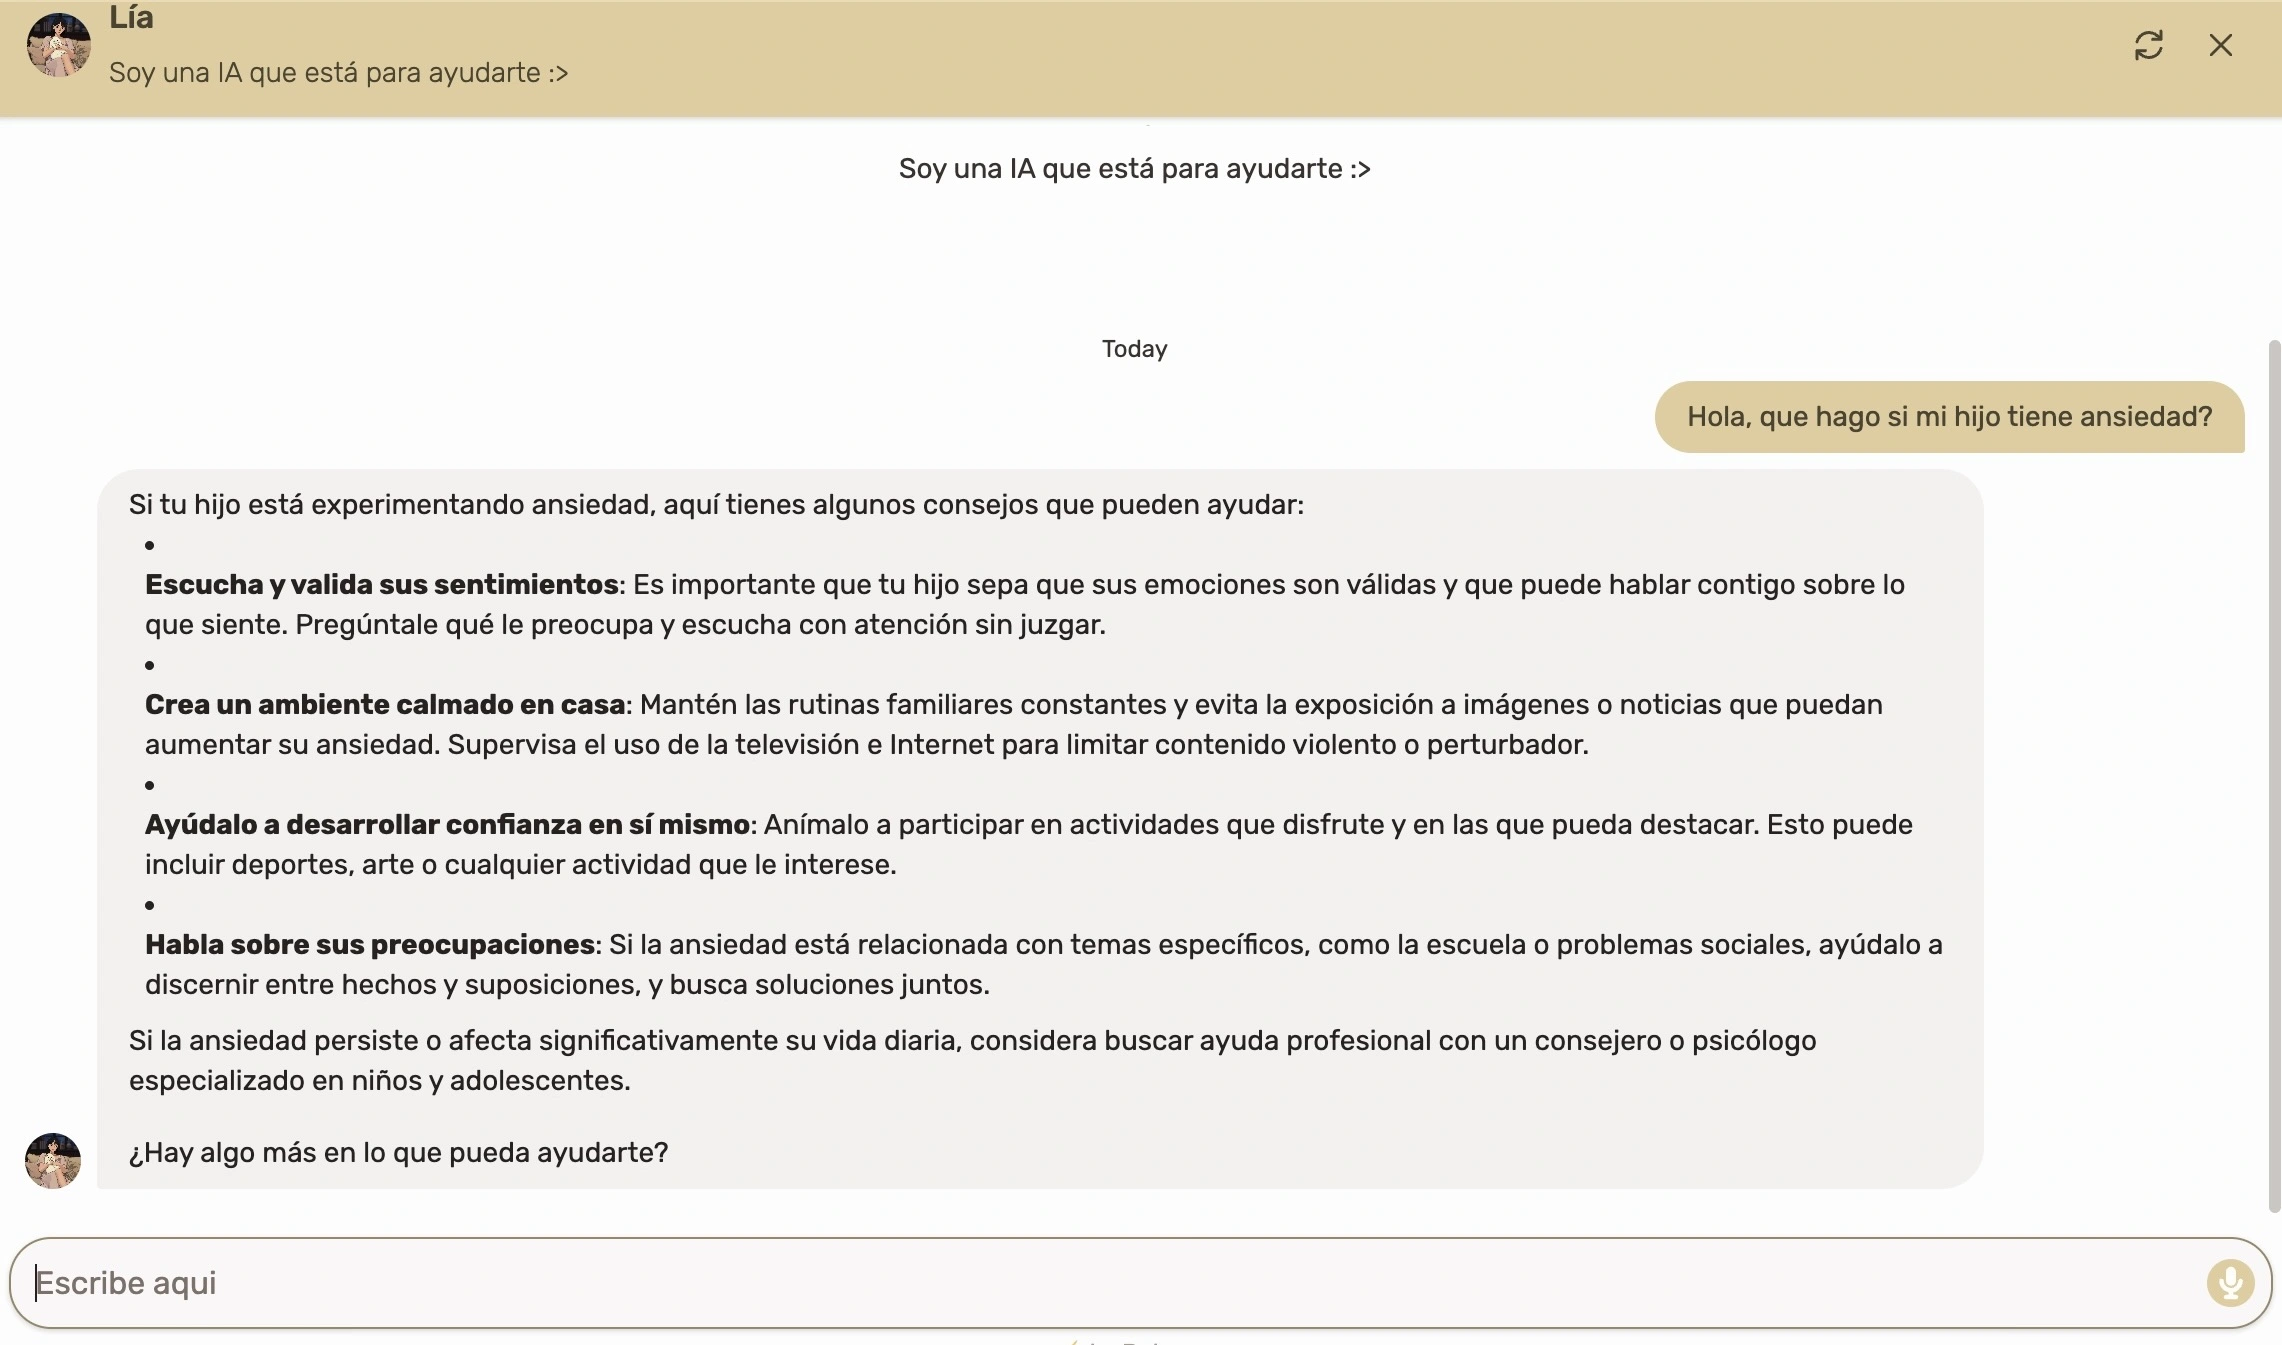 Lía
Soy una IA que está para ayudarte :>
Soy una IA que está para ayudarte :>
Today
Hola, que hago si mi hijo tiene ansiedad?
Si tu hijo está experimentando ansiedad, aquí tienes algunos consejos que pueden ayudar:
•
Escucha y valida sus sentimientos: Es importante que tu hijo sepa que sus emociones son válidas y que puede hablar contigo sobre lo
que siente. Pregúntale qué le preocupa y escucha con atención sin juzgar.
•
Crea un ambiente calmado en casa: Mantén las rutinas familiares constantes y evita la exposición a imágenes o noticias que puedan
aumentar su ansiedad. Supervisa el uso de la televisión e Internet para limitar contenido violento o perturbador.
•
Ayúdalo a desarrollar confianza en sí mismo: Anímalo a participar en actividades que disfrute y en las que pueda destacar. Esto puede
incluir deportes, arte o cualquier actividad que le interese.
•
Habla sobre sus preocupaciones: Si la ansiedad está relacionada con temas específicos, como la escuela o problemas sociales, ayúdalo a
discernir entre hechos y suposiciones, y busca soluciones juntos.
Si la ansiedad persiste o afecta significativamente su vida diaria, considera buscar ayuda profesional con un consejero o psicólogo
especializado en niños y adolescentes.
¿Hay algo más en lo que pueda ayudarte?
Escribe aqui